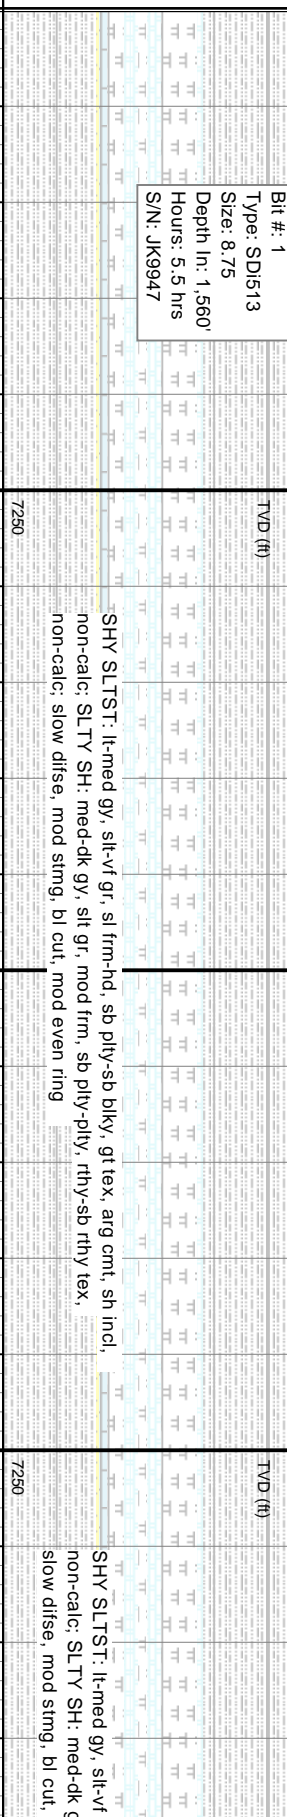 Bit #: 1
Type: SDi513
Size: 8.75
Depth In: 1,560'
Hours: 5.5 hrs
S/N: JK9947
TVD (ft)
7250
SHY SLTST: lt-med gy, slt-vf gr, sl frm-hd, sb plty-sb blky, gt tex, arg cmt, sh incl,
non-calc; SLTY SH: med-dk gy, slt gr, mod frm, sb plty-plty, rthy-sb rthy tex,
non-calc; slow difse, mod stmg, bl cut, mod even ring
TVD (ft)
7250
SHY SLTST: lt-med gy, slt-vf
non-calc; SLTY SH: med-dk g
slow difse, mod stmg, bl cut,